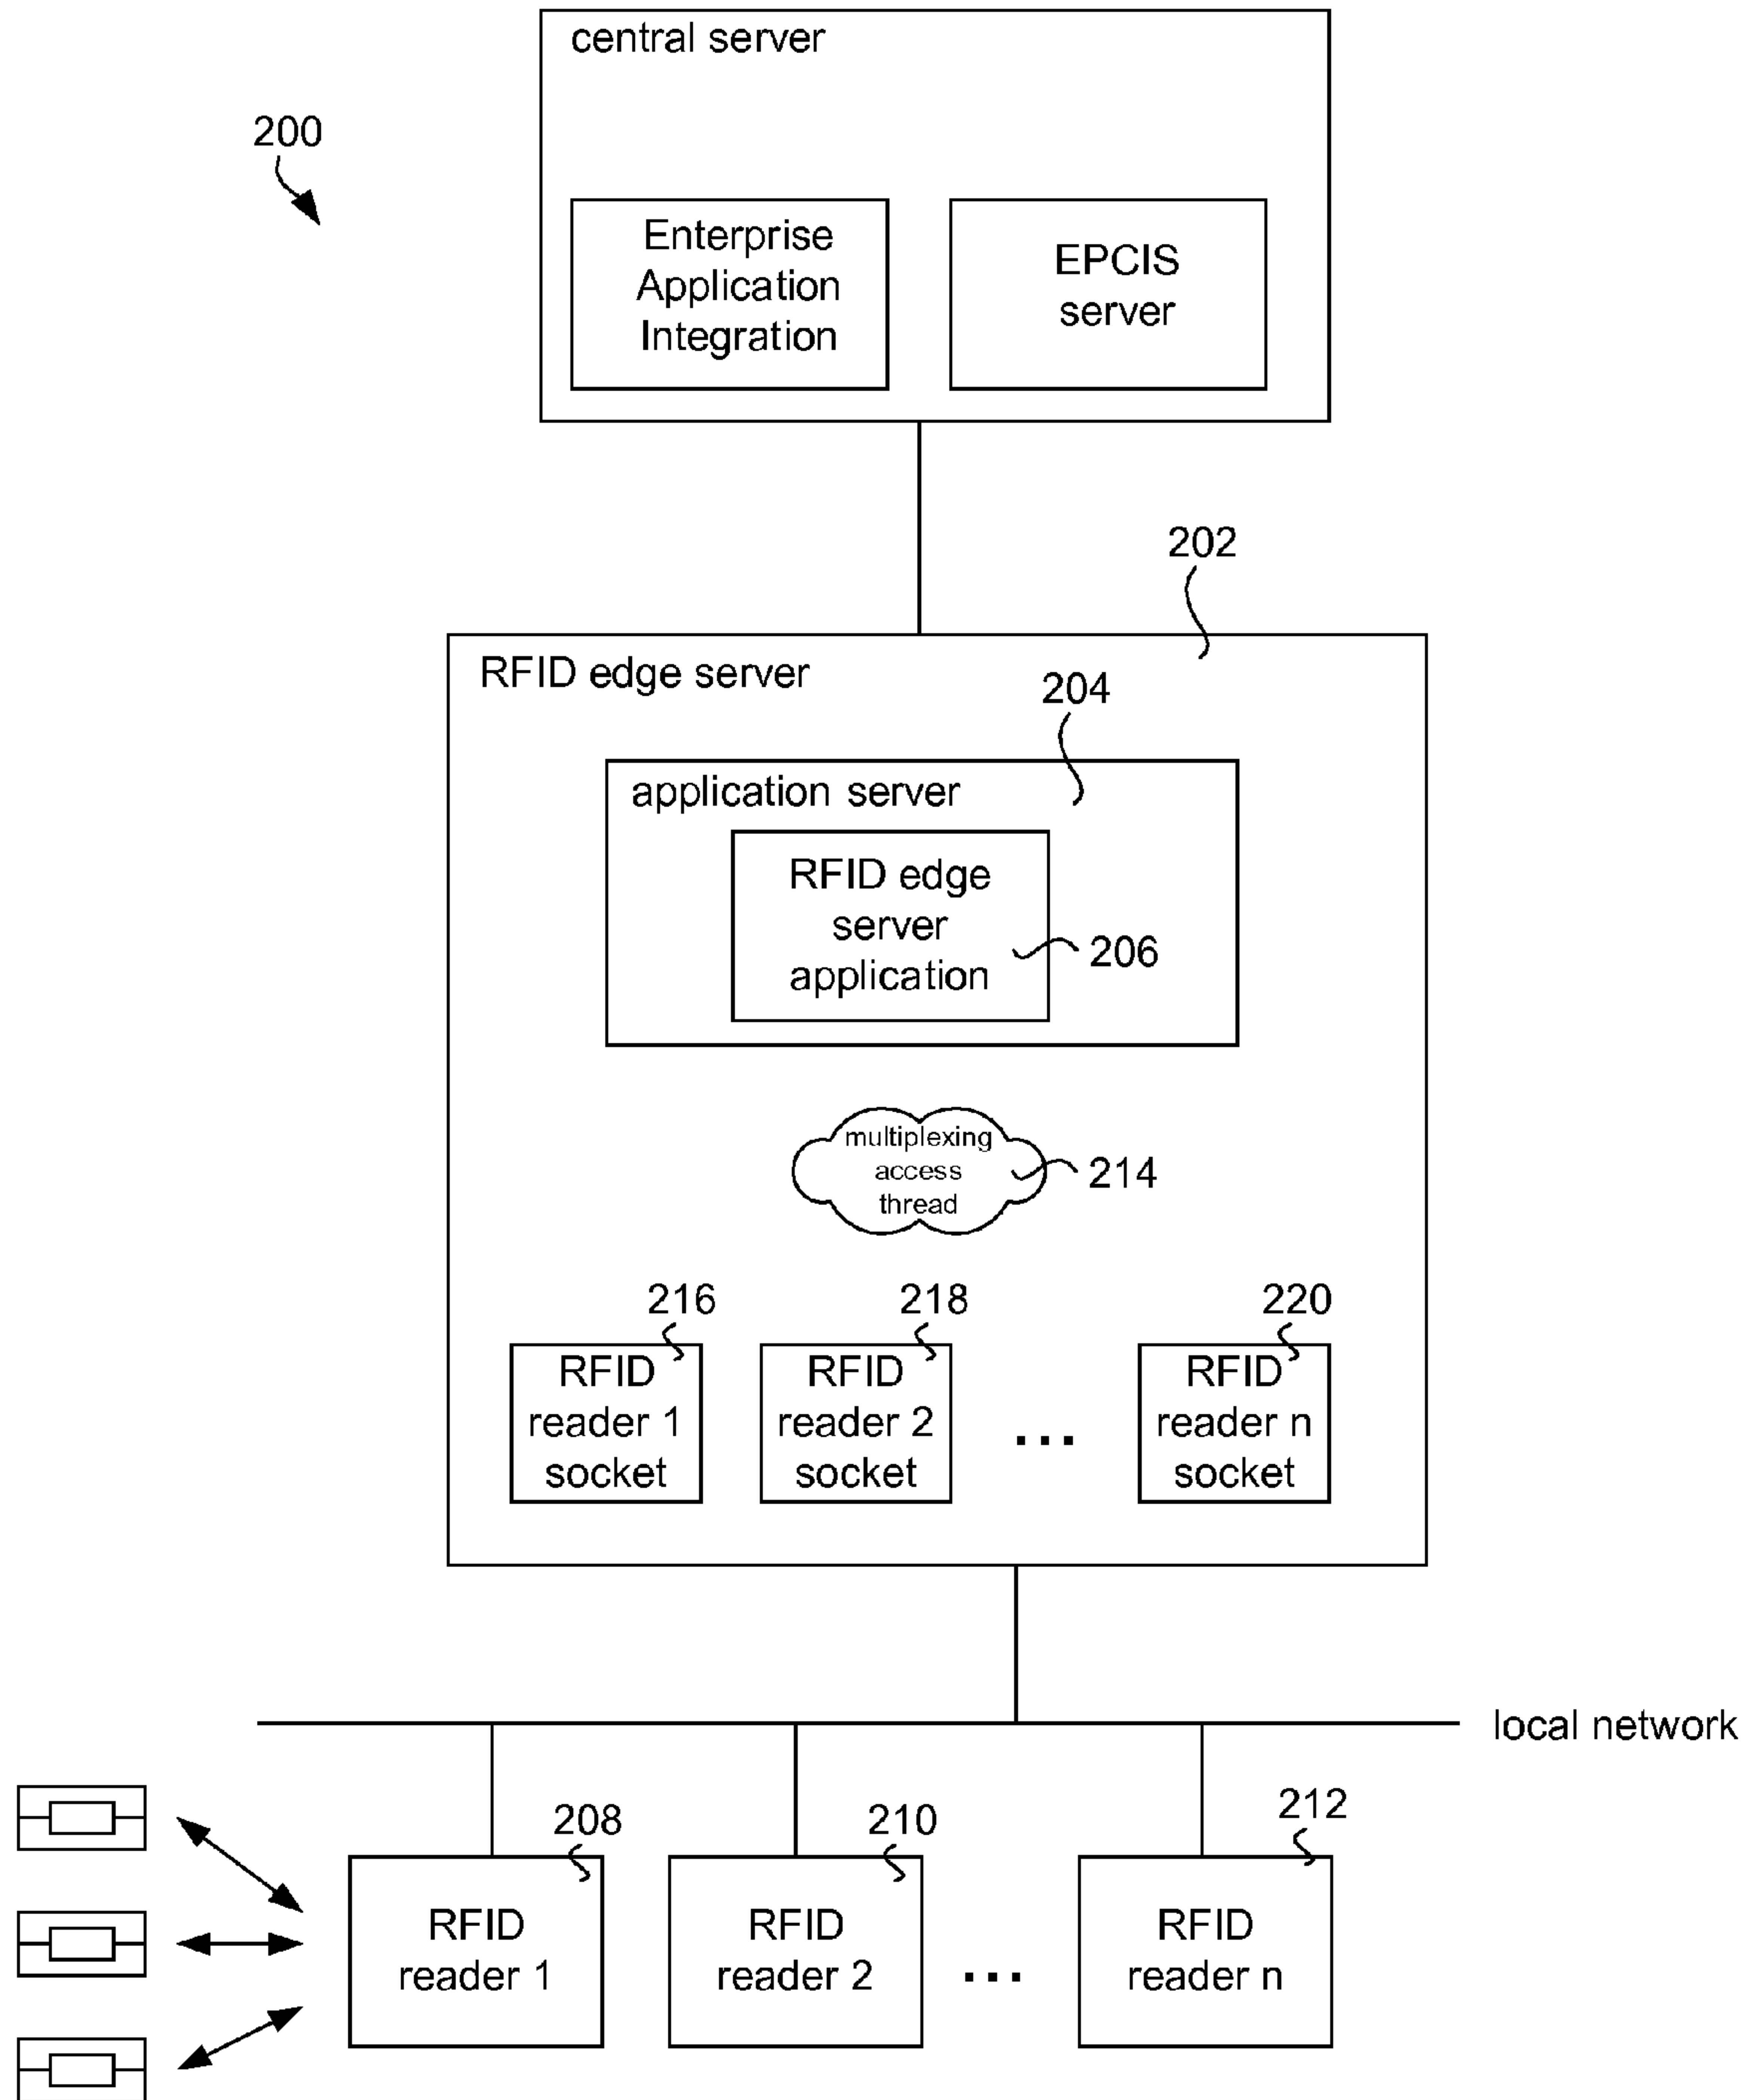 central server
200
Enterprise
Application
Integration
EPCIS
server
202
RFID edge server
204
application server
RFID edge
server
application
206
multiplexing
access
thread
214
216
218
220
RFID
reader 1
socket
RFID
reader 2
socket
...
RFID
reader n
socket
local network
208
210
212
RFID
reader 1
RFID
reader 2
...
RFID
reader n